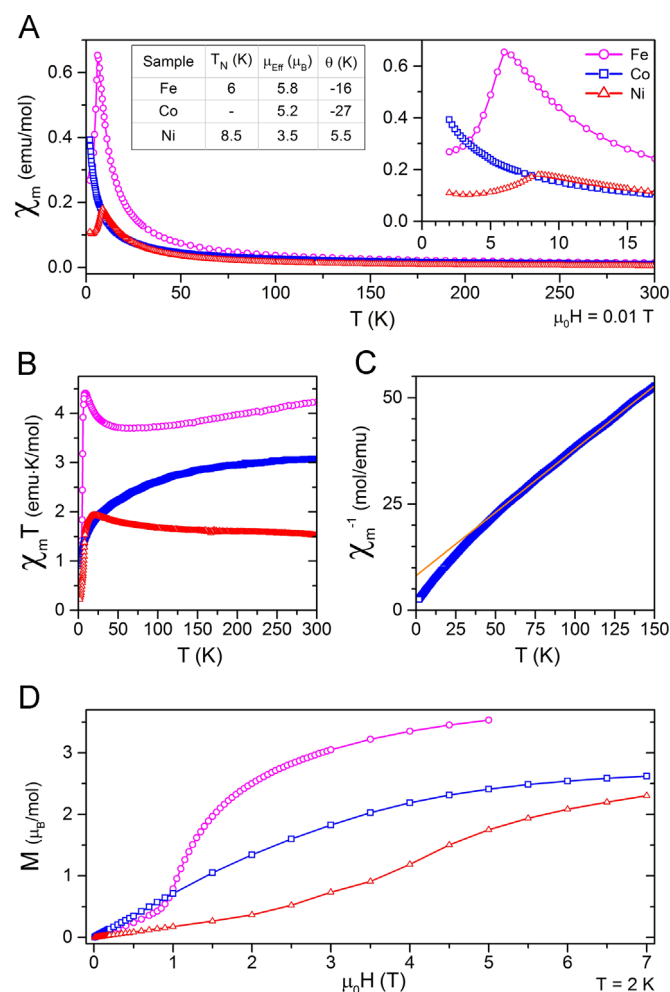 A
Sample T_N (K) μ_Eff (μ_B) θ (K)
Fe 6 5.8 -16
Co - 5.2 -27
Ni 8.5 3.5 5.5
χ_m (emu/mol)
0.6
0.4
0.2
0.0
0 50 100 150 200 250 300
T (K)
μ₀H = 0.01 T
0.6
0.4
0.2
0.0
0 5 10 15
Fe
Co
Ni
B
χ_mT (emu·K/mol)
4
3
2
1
0
0 50 100 150 200 250 300
T (K)
C
χ_m⁻¹ (mol/emu)
50
25
0
0 25 50 75 100 125 150
T (K)
D
M (μ_B/mol)
3
2
1
0
0 1 2 3 4 5 6 7
μ₀H (T)
T = 2 K